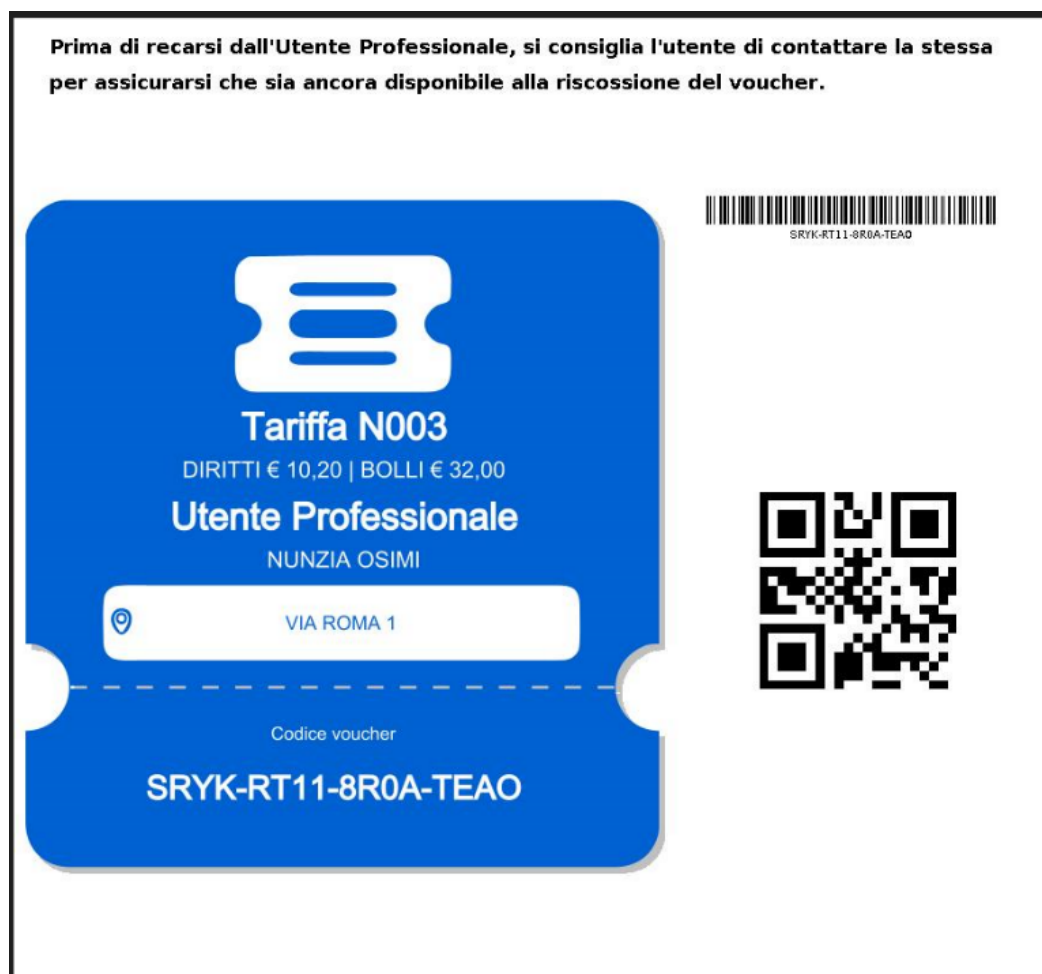 Prima di recarsi dall'Utente Professionale, si consiglia l'utente di contattare la stessa
per assicurarsi che sia ancora disponibile alla riscossione del voucher.
SRYK-RT11-8R0A-TEAO
Tariffa N003
DIRITTI € 10,20 | BOLLI € 32,00
Utente Professionale
NUNZIA OSIMI
VIA ROMA 1
Codice voucher
SRYK-RT11-8R0A-TEAO